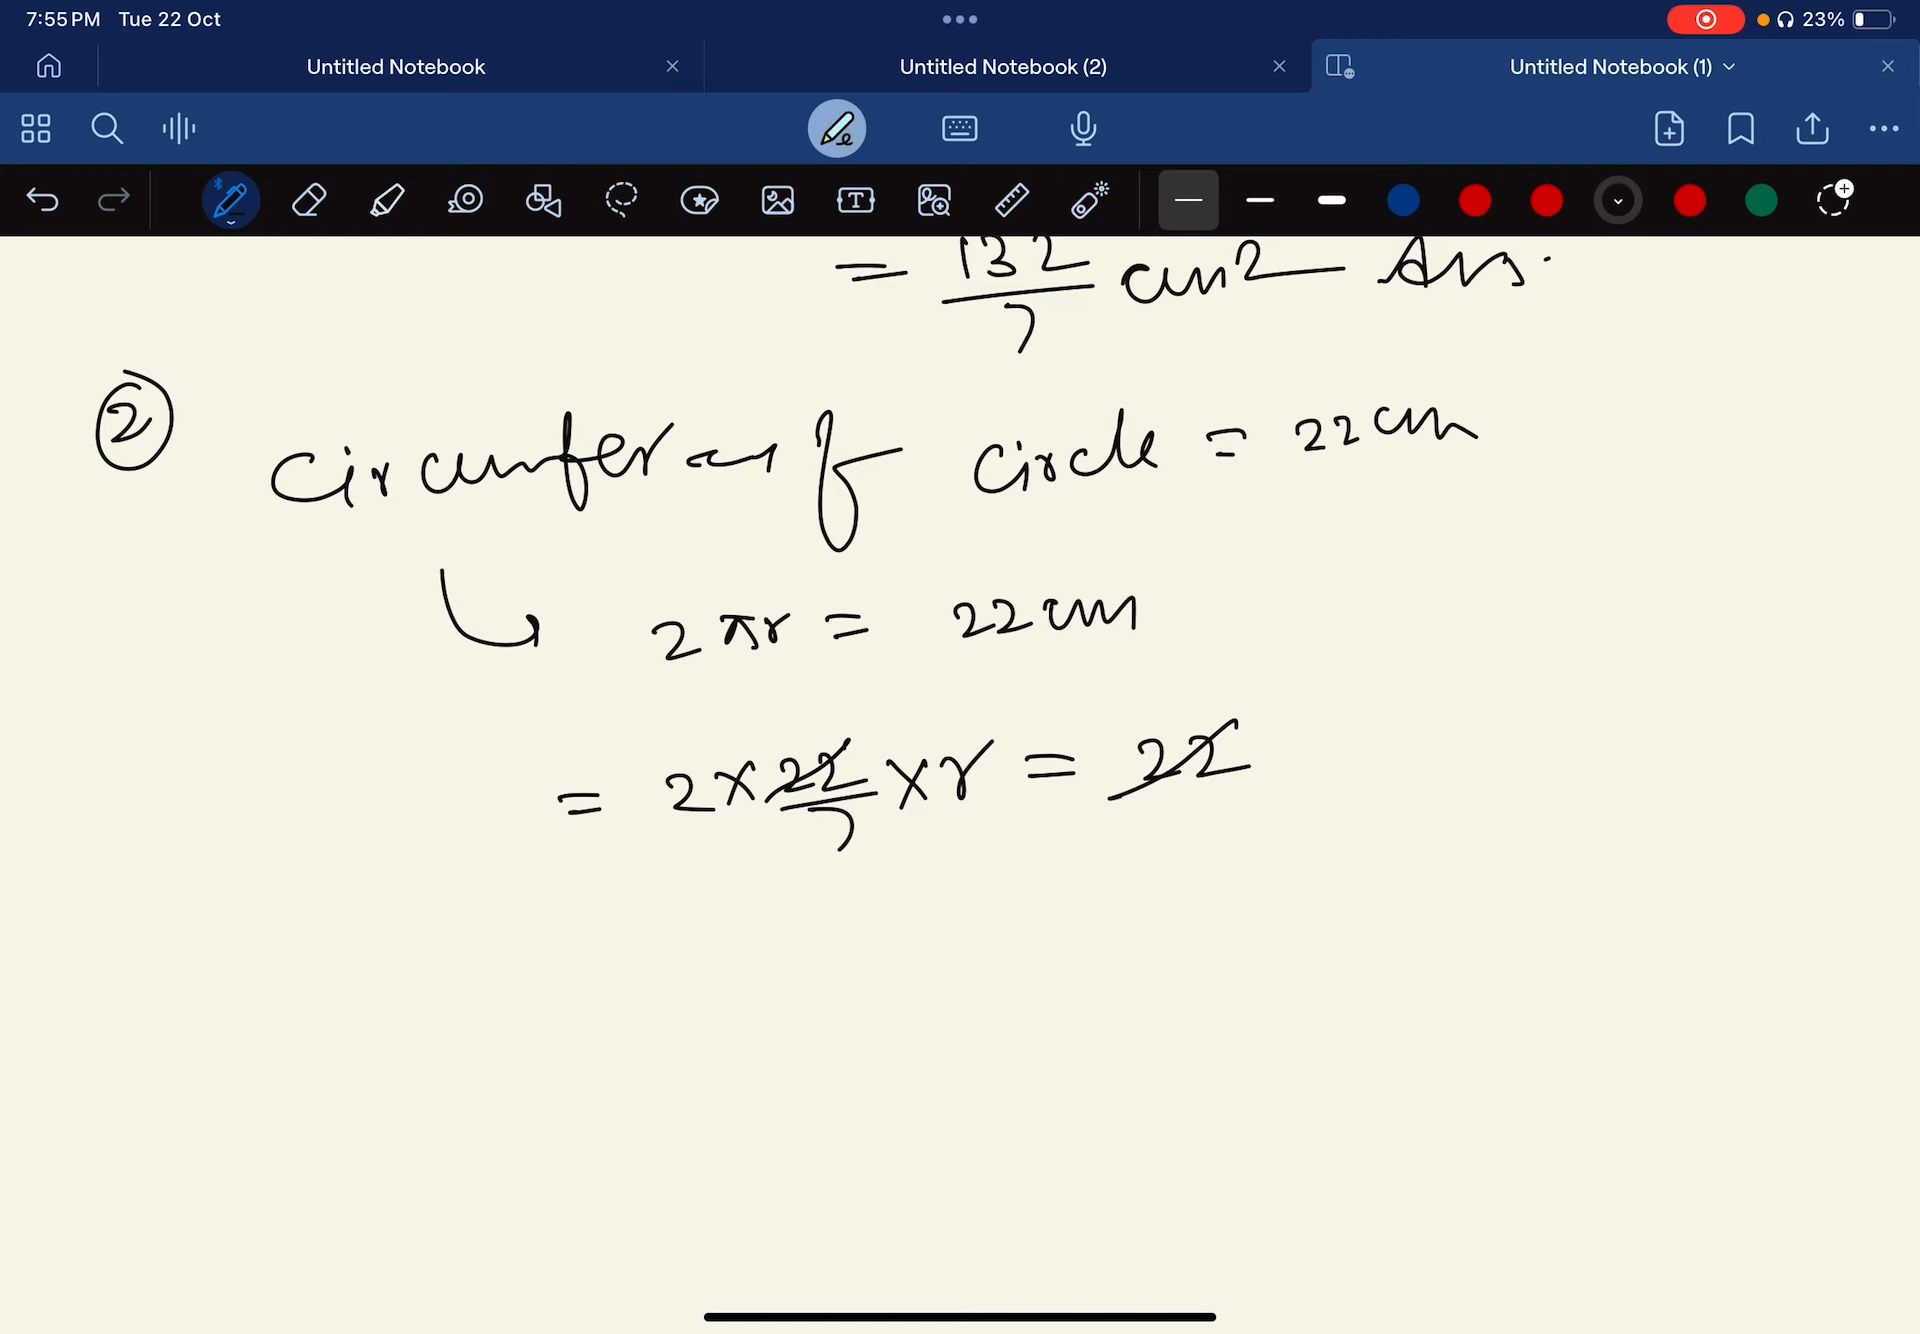 7:55 PM Tue 22 Oct
23%
Untitled Notebook
Untitled Notebook (2)
Untitled Notebook (1)
= 132/7 cm2 Ans.
② circumference of circle = 22 cm
2πr = 22 cm
= 2 × 22/7 × r = 22